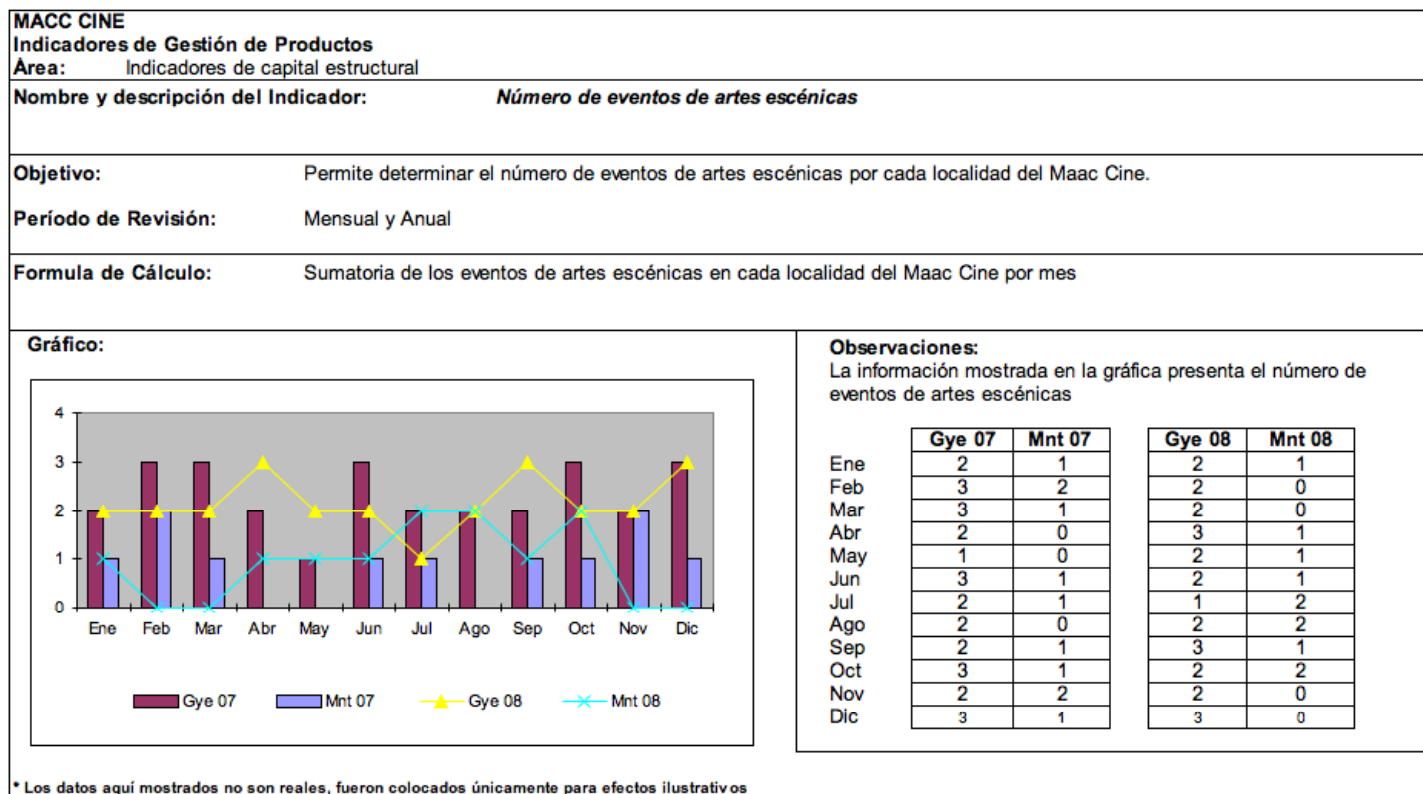 MACC CINE
Indicadores de Gestión de Productos
Área: Indicadores de capital estructural
Nombre y descripción del Indicador: Número de eventos de artes escénicas
Objetivo: Permite determinar el número de eventos de artes escénicas por cada localidad del Maac Cine.
Período de Revisión: Mensual y Anual
Formula de Cálculo: Sumatoria de los eventos de artes escénicas en cada localidad del Maac Cine por mes
Gráfico:
4
3
2
1
0
Ene Feb Mar Abr May Jun Jul Ago Sep Oct Nov Dic
Gye 07 Mnt 07 Gye 08 Mnt 08
Observaciones:
La información mostrada en la gráfica presenta el número de
eventos de artes escénicas
Gye 07 Mnt 07 Gye 08 Mnt 08
Ene 2 1 2 1
Feb 3 2 2 0
Mar 3 1 2 0
Abr 2 0 3 1
May 1 0 2 1
Jun 3 1 2 1
Jul 2 1 1 2
Ago 2 0 2 2
Sep 2 1 3 1
Oct 3 1 2 2
Nov 2 2 2 0
Dic 3 1 3 0
* Los datos aquí mostrados no son reales, fueron colocados únicamente para efectos ilustrativos